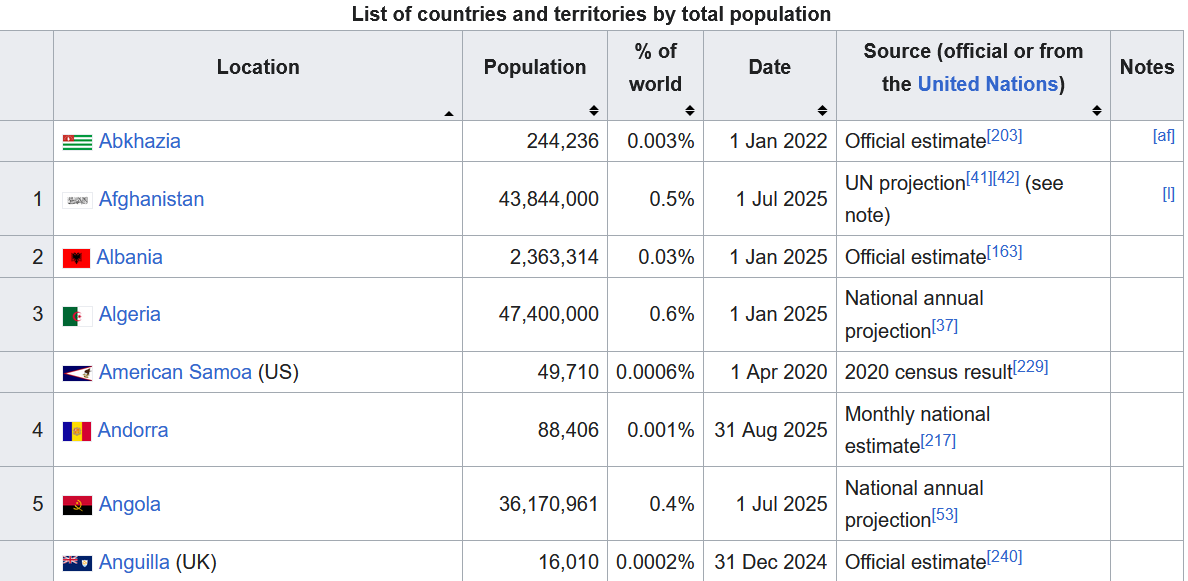 List of countries and territories by total population
Location Population % of world Date Source (official or from the United Nations) Notes
Abkhazia 244,236 0.003% 1 Jan 2022 Official estimate[203] [af]
1 Afghanistan 43,844,000 0.5% 1 Jul 2025 UN projection[41][42] (see note) [l]
2 Albania 2,363,314 0.03% 1 Jan 2025 Official estimate[163]
3 Algeria 47,400,000 0.6% 1 Jan 2025 National annual projection[37]
American Samoa (US) 49,710 0.0006% 1 Apr 2020 2020 census result[229]
4 Andorra 88,406 0.001% 31 Aug 2025 Monthly national estimate[217]
5 Angola 36,170,961 0.4% 1 Jul 2025 National annual projection[53]
Anguilla (UK) 16,010 0.0002% 31 Dec 2024 Official estimate[240]